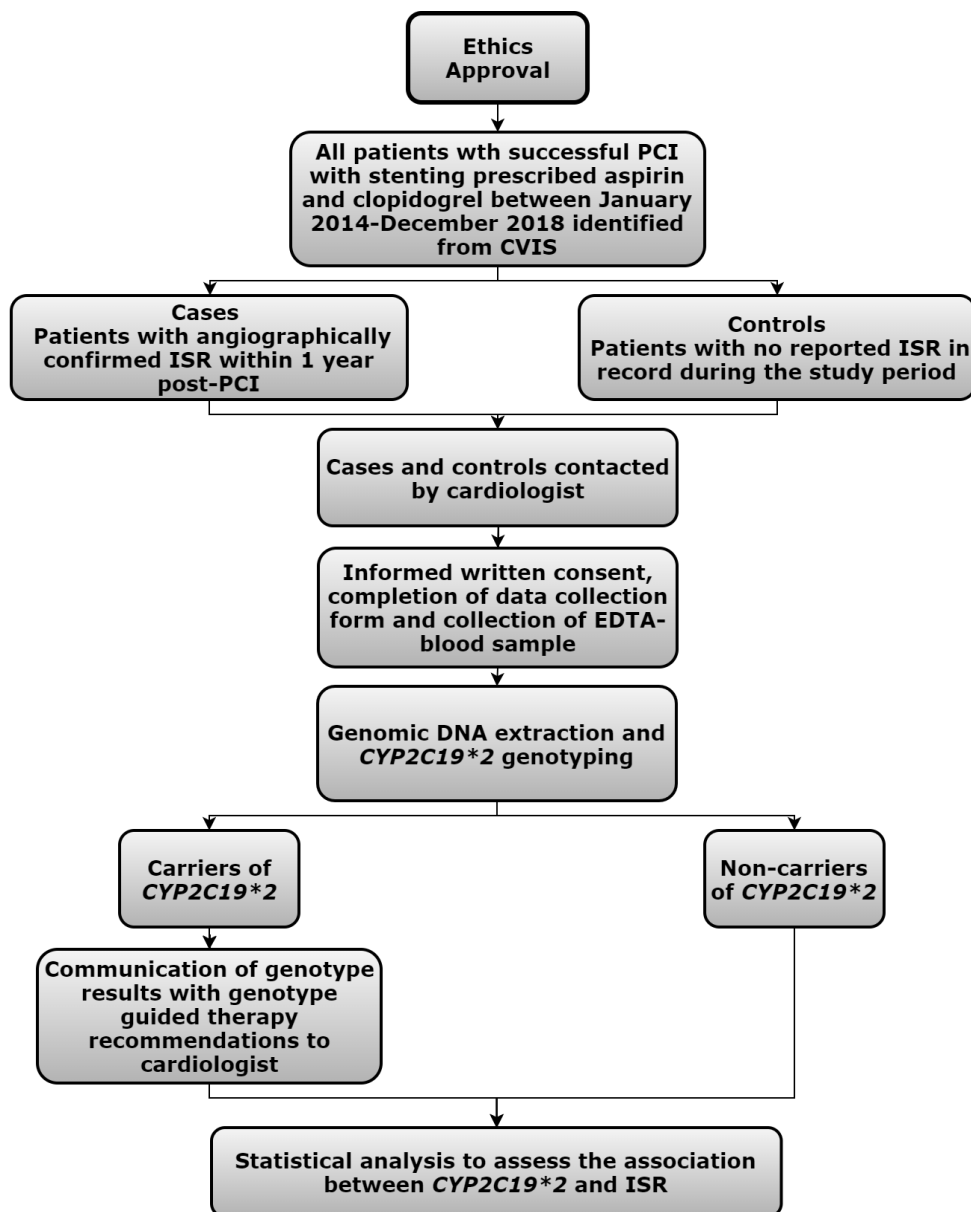 Ethics
Approval
All patients wth successful PCI
with stenting prescribed aspirin
and clopidogrel between January
2014-December 2018 identified
from CVIS
Cases
Patients with angiographically
confirmed ISR within 1 year
post-PCI
Controls
Patients with no reported ISR in
record during the study period
Cases and controls contacted
by cardiologist
Informed written consent,
completion of data collection
form and collection of EDTA-
blood sample
Genomic DNA extraction and
CYP2C19*2 genotyping
Carriers of
CYP2C19*2
Non-carriers
of CYP2C19*2
Communication of genotype
results with genotype
guided therapy
recommendations to
cardiologist
Statistical analysis to assess the association
between CYP2C19*2 and ISR